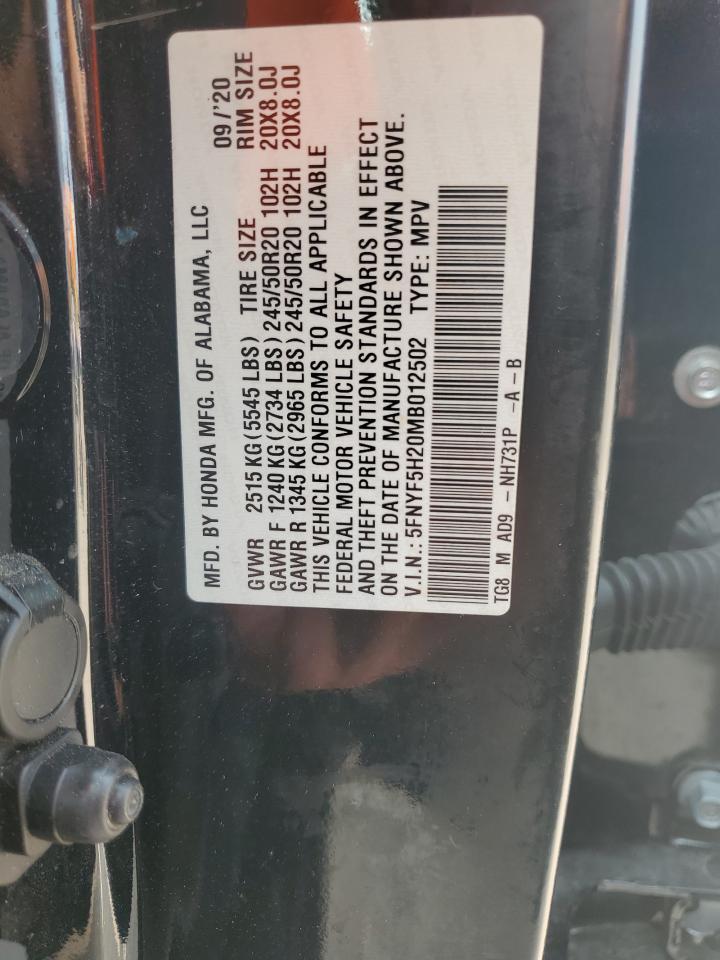 MFD. BY HONDA MFG. OF ALABAMA, LLC 09/'20
GVWR 2515 KG(5545 LBS) TIRE SIZE RIM SIZE
GAWR F 1240 KG(2734 LBS)245/50R20 102H 20X8.0J
GAWR R 1345 KG(2965 LBS)245/50R20 102H 20X8.0J
THIS VEHICLE CONFORMS TO ALL APPLICABLE
FEDERAL MOTOR VEHICLE SAFETY
AND THEFT PREVENTION STANDARDS IN EFFECT
ON THE DATE OF MANUFACTURE SHOWN ABOVE.
V.I.N.: 5FNYF5H20MB012502 TYPE: MPV
TG8 M AD9 -NH731P -A-B